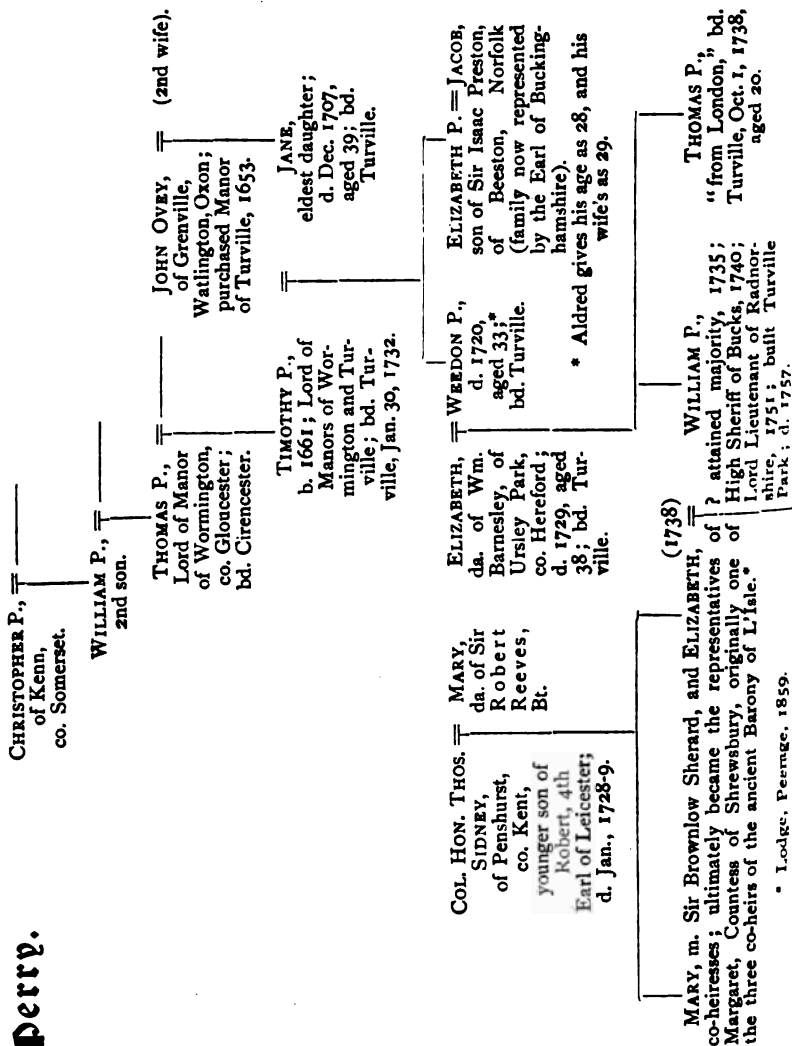 Perry.
CHRISTOPHER P.,
of Kenn,
co. Somerset.
WILLIAM P.,
2nd son.
THOMAS P.,
Lord of Manor
of Wormington,
co. Gloucester;
bd. Cirencester.
JOHN OVEY,
of Grenville,
Watlington, Oxon;
purchased Manor
of Turville, 1653.
(2nd wife).
TIMOTHY P.,
b. 1661; Lord of
Manors of Wor-
mington and Tur-
ville; bd. Tur-
ville, Jan. 30, 1732.
JANE,
eldest daughter;
d. Dec. 1707,
aged 39; bd.
Turville.
COL. HON. THOS.
SIDNEY,
of Penshurst,
co. Kent,
younger son of
Robert, 4th
Earl of Leicester;
d. Jan., 1728-9.
MARY,
da. of Sir
Robert
Reeves,
Bt.
ELIZABETH,
da. of Wm.
Barnesley, of
Ursley Park,
co. Hereford;
d. 1729, aged
38; bd. Tur-
ville.
WEEDON P.,
d. 1720,
aged 33;*
bd. Turville.
ELIZABETH P. = JACOB,
son of Sir Isaac Preston,
of Beeston, Norfolk
(family now represented
by the Earl of Bucking-
hamshire).
* Aldred gives his age as 28, and his
wife's as 29.
MARY, m. Sir Brownlow Sherard, and ELIZABETH,
co-heiresses; ultimately became the representatives of
Margaret, Countess of Shrewsbury, originally one of
the three co-heirs of the ancient Barony of L'Isle.*
(1738)
WILLIAM P.,
? attained majority, 1735;
High Sheriff of Bucks, 1740;
Lord Lieutenant of Radnor-
shire, 1751; built Turville
Park; d. 1757.
THOMAS P.,
"from London," bd.
Turville, Oct. 1, 1738,
aged 20.
* Lodge, Peerage, 1859.